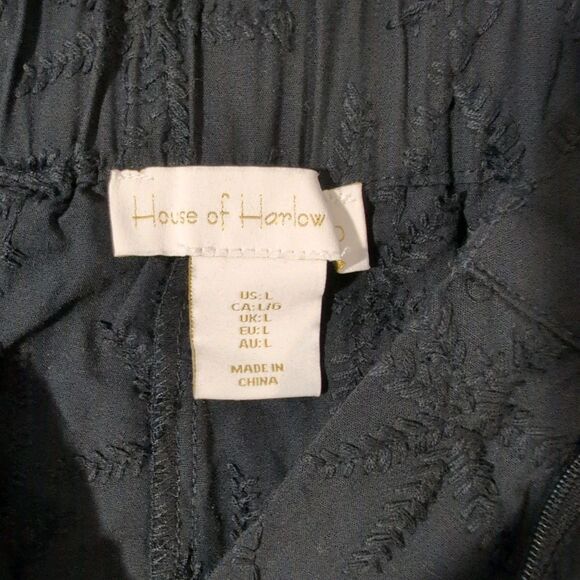 House of Harlow
US: L
CA: L/G
UK: L
EU: L
AU: L
MADE IN
CHINA